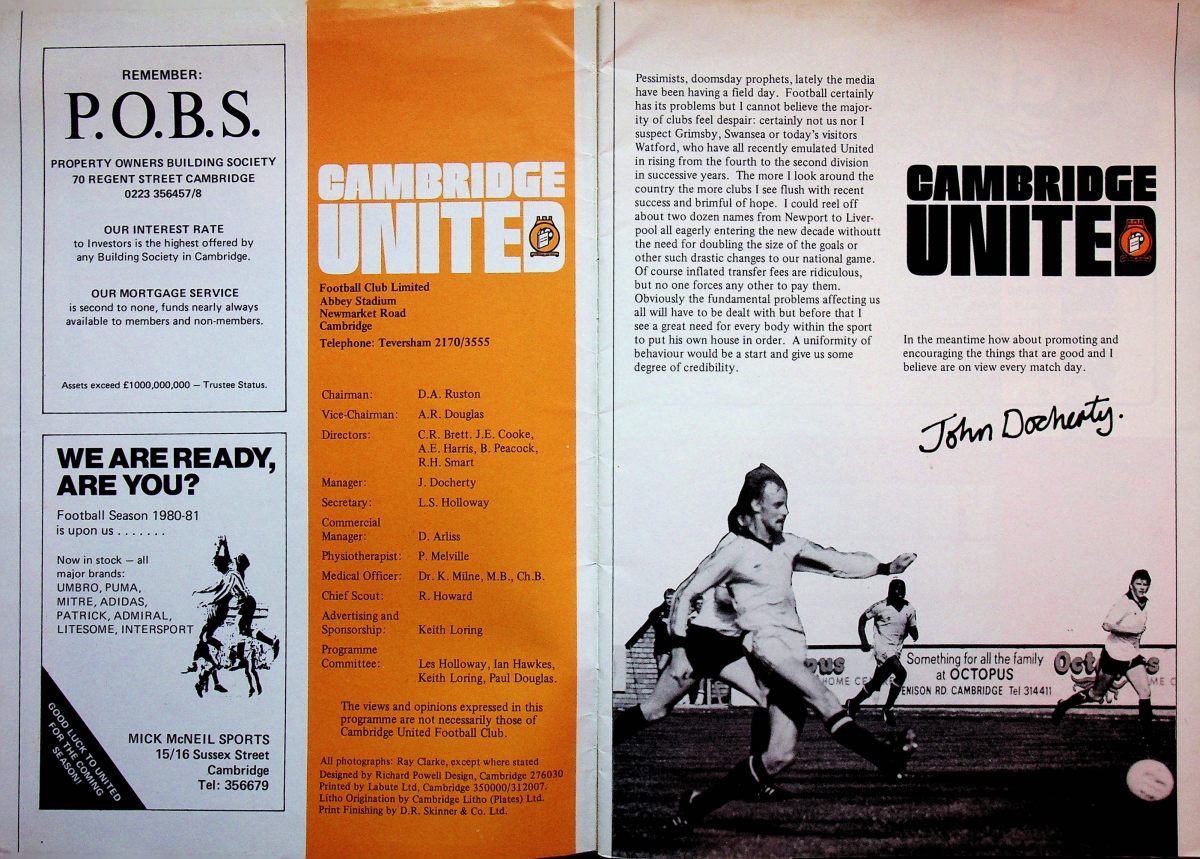 REMEMBER:
P.O.B.S.
PROPERTY OWNERS BUILDING SOCIETY
70 REGENT STREET CAMBRIDGE
0223 356457/8
OUR INTEREST RATE
to Investors is the highest offered by
any Building Society in Cambridge.
OUR MORTGAGE SERVICE
is second to none, funds nearly always
available to members and non-members.
Assets exceed £1000,000,000 — Trustee Status.
WE ARE READY,
ARE YOU?
Football Season 1980-81
is upon us . . . . . . .
Now in stock — all
major brands:
UMBRO, PUMA,
MITRE, ADIDAS,
PATRICK, ADMIRAL,
LITESOME, INTERSPORT
GOOD LUCK TO UNITED
FOR THE COMING
SEASON!
MICK McNEIL SPORTS
15/16 Sussex Street
Cambridge
Tel: 356679
CAMBRIDGE
UNITED
Football Club Limited
Abbey Stadium
Newmarket Road
Cambridge
Telephone: Teversham 2170/3555
Chairman: D.A. Ruston
Vice-Chairman: A.R. Douglas
Directors: C.R. Brett. J.E. Cooke,
A.E. Harris, B. Peacock,
R.H. Smart
Manager: J. Docherty
Secretary: L.S. Holloway
Commercial
Manager: D. Arliss
Physiotherapist: P. Melville
Medical Officer: Dr. K. Milne, M.B., Ch.B.
Chief Scout: R. Howard
Advertising and
Sponsorship: Keith Loring
Programme
Committee: Les Holloway, Ian Hawkes,
Keith Loring, Paul Douglas.
The views and opinions expressed in this
programme are not necessarily those of
Cambridge United Football Club.
All photographs: Ray Clarke, except where stated
Designed by Richard Powell Design, Cambridge 276030
Printed by Labute Ltd, Cambridge 350000/312007.
Litho Origination by Cambridge Litho (Plates) Ltd.
Print Finishing by D.R. Skinner & Co. Ltd.
Pessimists, doomsday prophets, lately the media
have been having a field day. Football certainly
has its problems but I cannot believe the major-
ity of clubs feel despair: certainly not us nor I
suspect Grimsby, Swansea or today's visitors
Watford, who have all recently emulated United
in rising from the fourth to the second division
in successive years. The more I look around the
country the more clubs I see flush with recent
success and brimful of hope. I could reel off
about two dozen names from Newport to Liver-
pool all eagerly entering the new decade withoutt
the need for doubling the size of the goals or
other such drastic changes to our national game.
Of course inflated transfer fees are ridiculous,
but no one forces any other to pay them.
Obviously the fundamental problems affecting us
all will have to be dealt with but before that I
see a great need for every body within the sport
to put his own house in order. A uniformity of
behaviour would be a start and give us some
degree of credibility.
CAMBRIDGE
UNITED
In the meantime how about promoting and
encouraging the things that are good and I
believe are on view every match day.
John Docherty.
pus
HOME CE
Something for all the family
at OCTOPUS
ENISON RD. CAMBRIDGE Tel 314411
Oct
s
HOME C